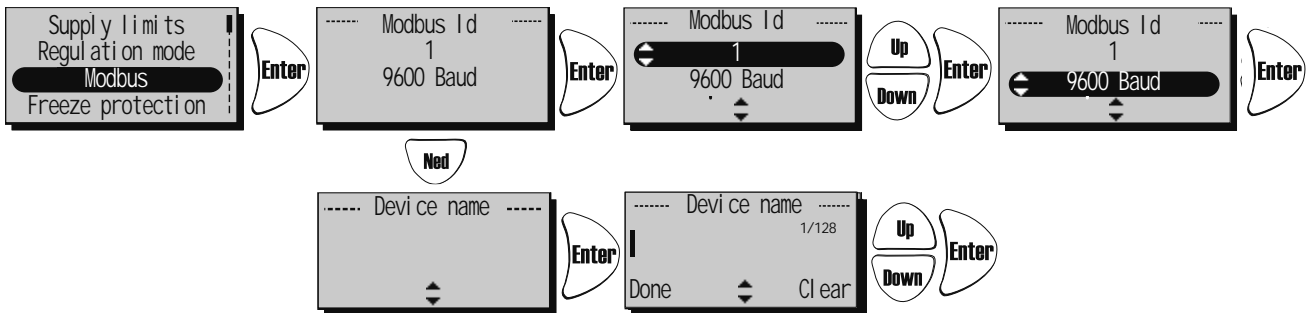 Supply limits
Regulation mode
Modbus
Freeze protection
Enter
Modbus Id
1
9600 Baud
Enter
Modbus Id
1
9600 Baud
Up
Down
Enter
Modbus Id
1
9600 Baud
Enter
Ned
Device name
Enter
Device name
1/128
Done
Clear
Up
Down
Enter